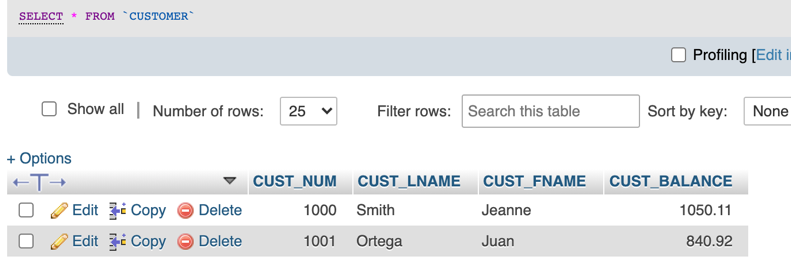 SELECT * FROM `CUSTOMER`
Profiling [Edit i
Show all | Number of rows: 25 Filter rows: Search this table Sort by key: None
+ Options
←T→ CUST_NUM CUST_LNAME CUST_FNAME CUST_BALANCE
Edit Copy Delete 1000 Smith Jeanne 1050.11
Edit Copy Delete 1001 Ortega Juan 840.92